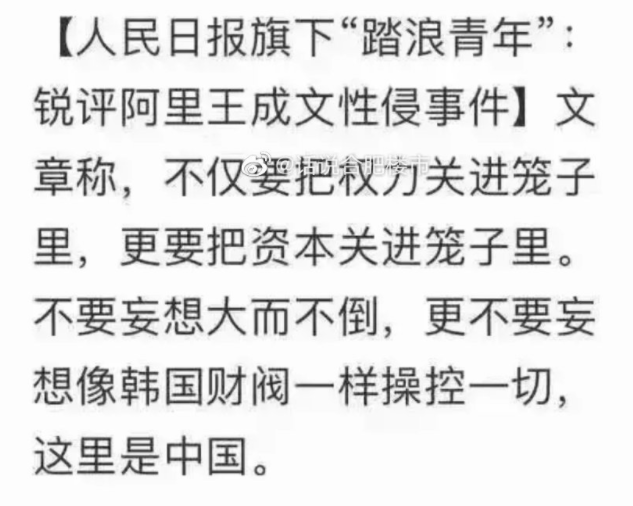 【人民日报旗下“踏浪青年”：
锐评阿里王成文性侵事件】文
章称，不仅要把权力关进笼子
@话说合肥楼市
里，更要把资本关进笼子里。
不要妄想大而不倒，更不要妄
想像韩国财阀一样操控一切，
这里是中国。